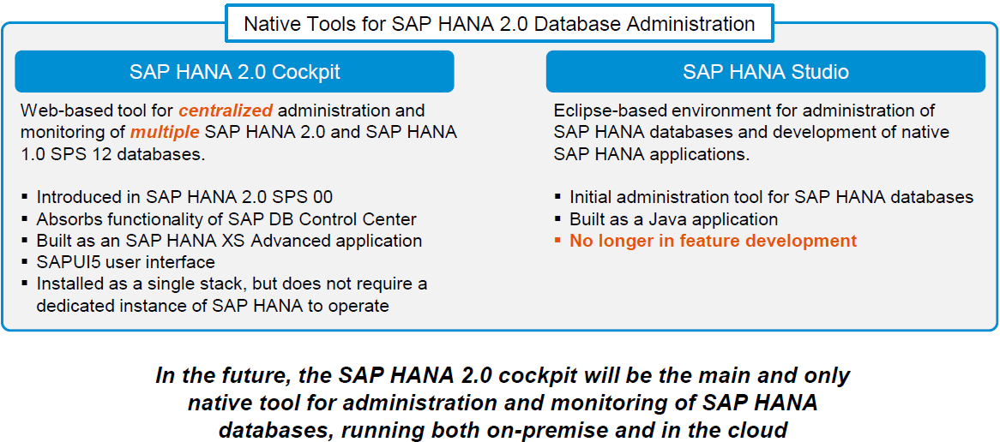 Native Tools for SAP HANA 2.0 Database Administration
SAP HANA 2.0 Cockpit
Web-based tool for centralized administration and
monitoring of multiple SAP HANA 2.0 and SAP HANA
1.0 SPS 12 databases.
▪ Introduced in SAP HANA 2.0 SPS 00
▪ Absorbs functionality of SAP DB Control Center
▪ Built as an SAP HANA XS Advanced application
▪ SAPUI5 user interface
▪ Installed as a single stack, but does not require a
dedicated instance of SAP HANA to operate
SAP HANA Studio
Eclipse-based environment for administration of
SAP HANA databases and development of native
SAP HANA applications.
▪ Initial administration tool for SAP HANA databases
▪ Built as a Java application
▪ No longer in feature development
In the future, the SAP HANA 2.0 cockpit will be the main and only
native tool for administration and monitoring of SAP HANA
databases, running both on-premise and in the cloud